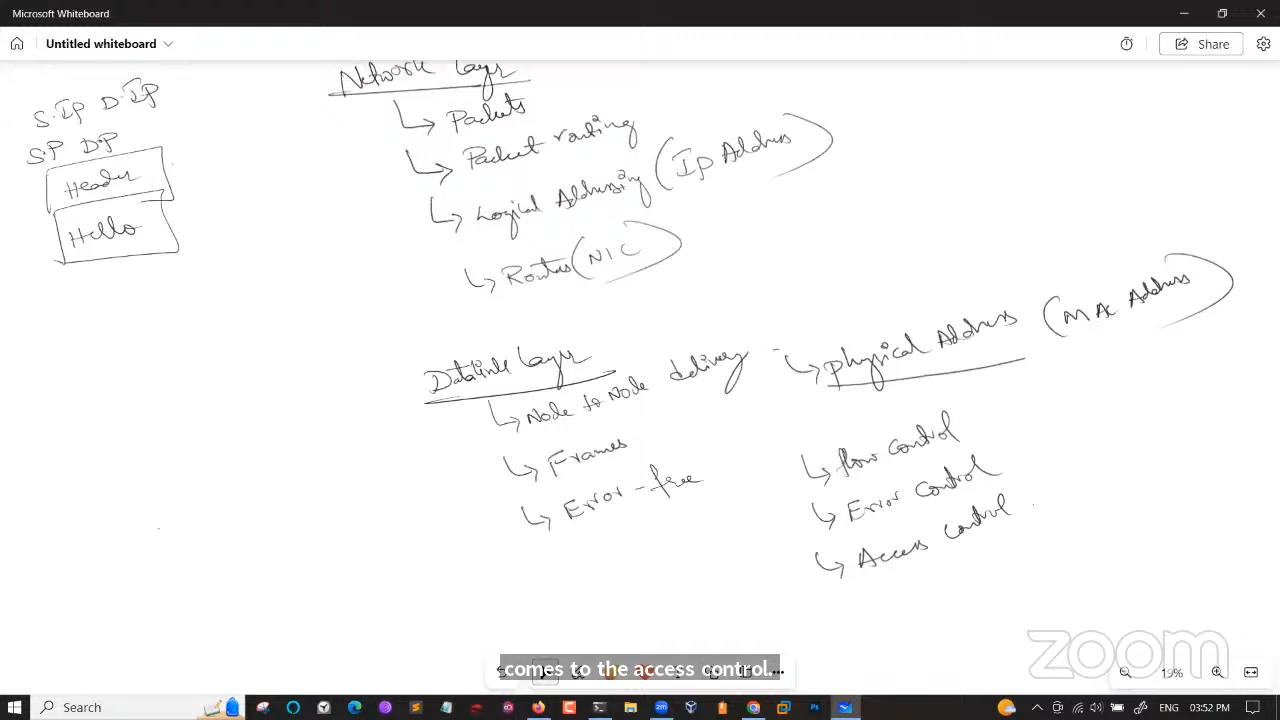 Microsoft Whiteboard
Untitled whiteboard
Share
S.IP D.IP
S.P D.P
Header
Hello
Network Layer
Packets
Packet routing
Logical Addressing (IP Address)
Routers (NIC)
Datalink Layer
Node to Node delivery
Frames
Error-free
Physical Address (MAC Address)
flow control
Error control
Access control
zoom
comes to the access control.
19%
Search
ENG 03:52 PM